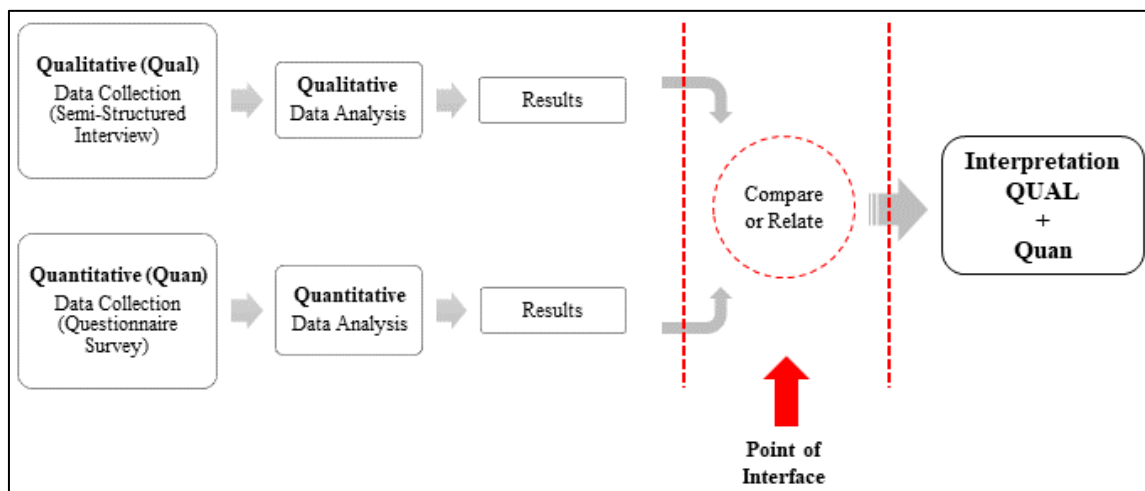 Qualitative (Qual)
Data Collection
(Semi-Structured
Interview)
Qualitative
Data Analysis
Results
Quantitative (Quan)
Data Collection
(Questionnaire
Survey)
Quantitative
Data Analysis
Results
Compare
or Relate
Point of
Interface
Interpretation
QUAL
+
Quan